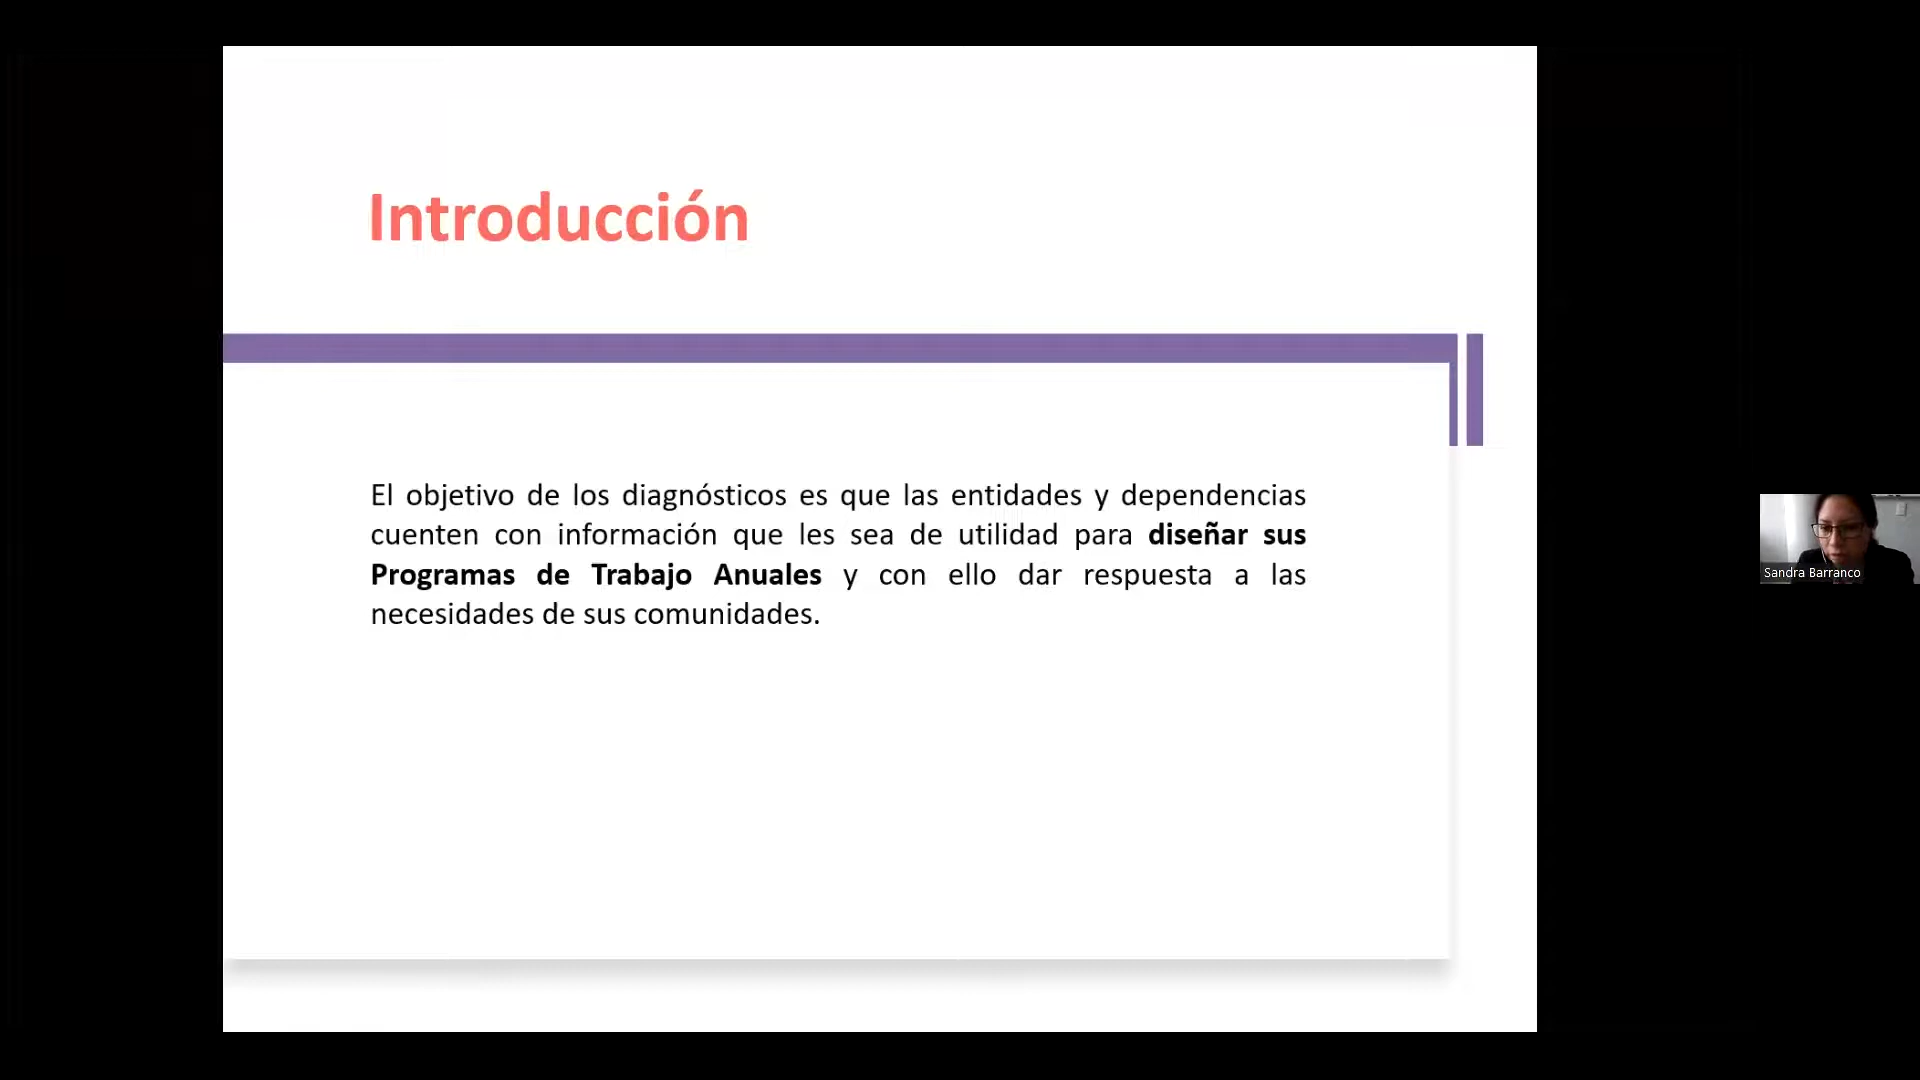 Introducción
El objetivo de los diagnósticos es que las entidades y dependencias
cuenten con información que les sea de utilidad para diseñar sus
Programas de Trabajo Anuales y con ello dar respuesta a las
necesidades de sus comunidades.
Sandra Barranco